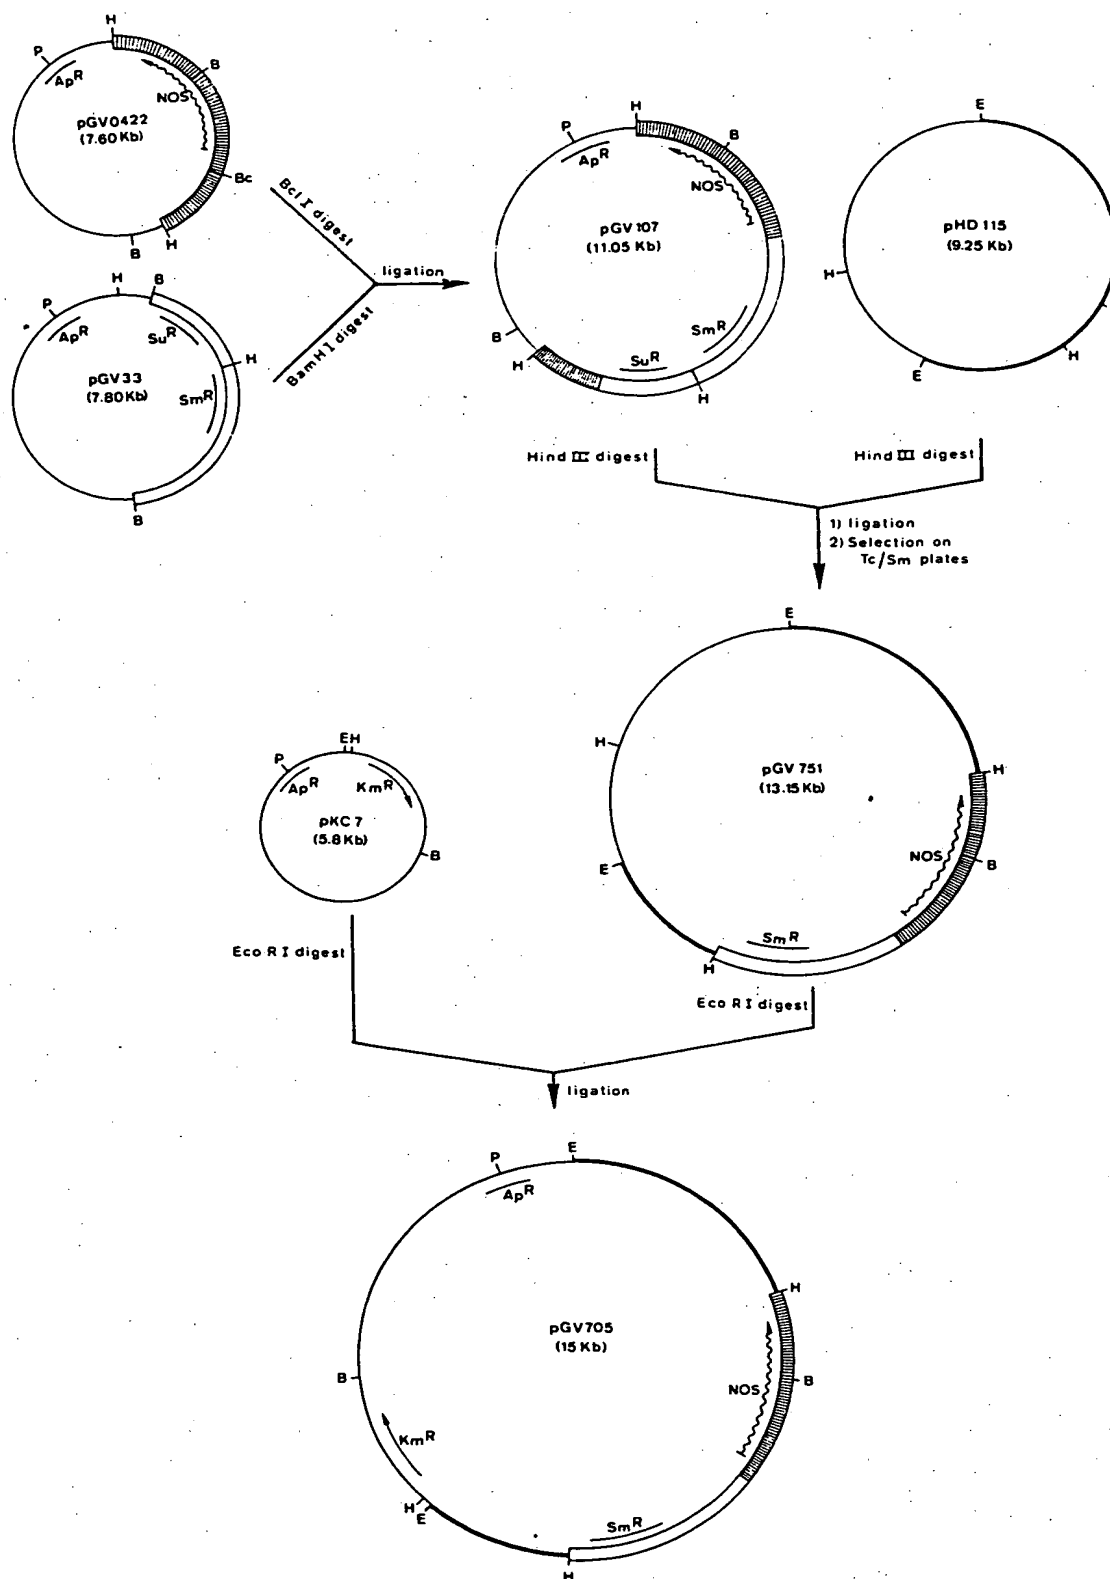 H
P
B
ApR
NOS
pGV0422
(7.60 Kb)
Bc
H
B
H
B
P
ApR
SuR
H
pGV33
(7.80 Kb)
SmR
B
Bcl I digest
BamH I digest
ligation
H
P
B
ApR
NOS
pGV107
(11.05 Kb)
SmR
B
SuR
H
H
E
pHD 115
(9.25 Kb)
H
H
E
Hind III digest
Hind III digest
1) ligation
2) Selection on
Tc/Sm plates
E
H
H
pGV 751
(13.15 Kb)
NOS
B
E
SmR
H
EH
P
ApR
KmR
pKC 7
(5.8 Kb)
B
Eco R I digest
Eco R I digest
ligation
E
P
ApR
H
pGV705
(15 Kb)
B
B
NOS
KmR
H
E
SmR
H